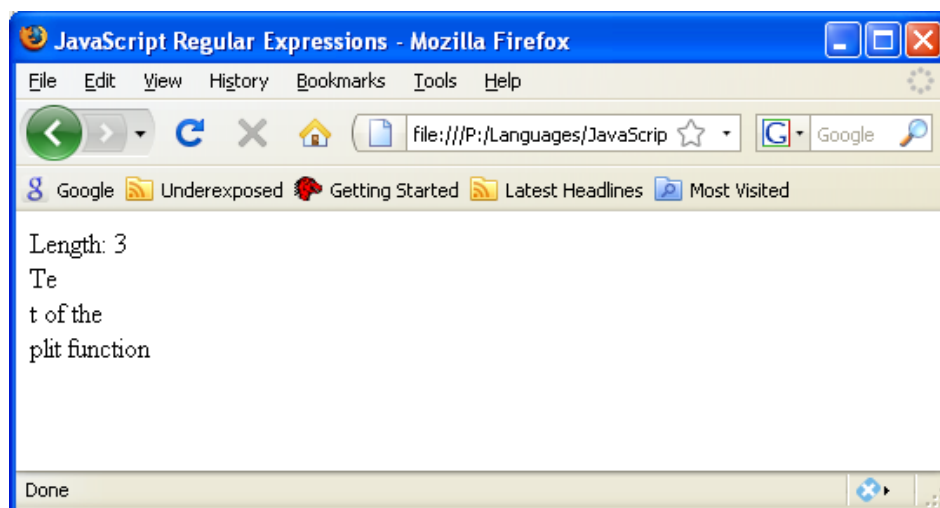 JavaScript Regular Expressions - Mozilla Firefox
File Edit View History Bookmarks Tools Help
file:///P:/Languages/JavaScrip G Google
Google Underexposed Getting Started Latest Headlines Most Visited
Length: 3
Te
t of the
plit function
Done